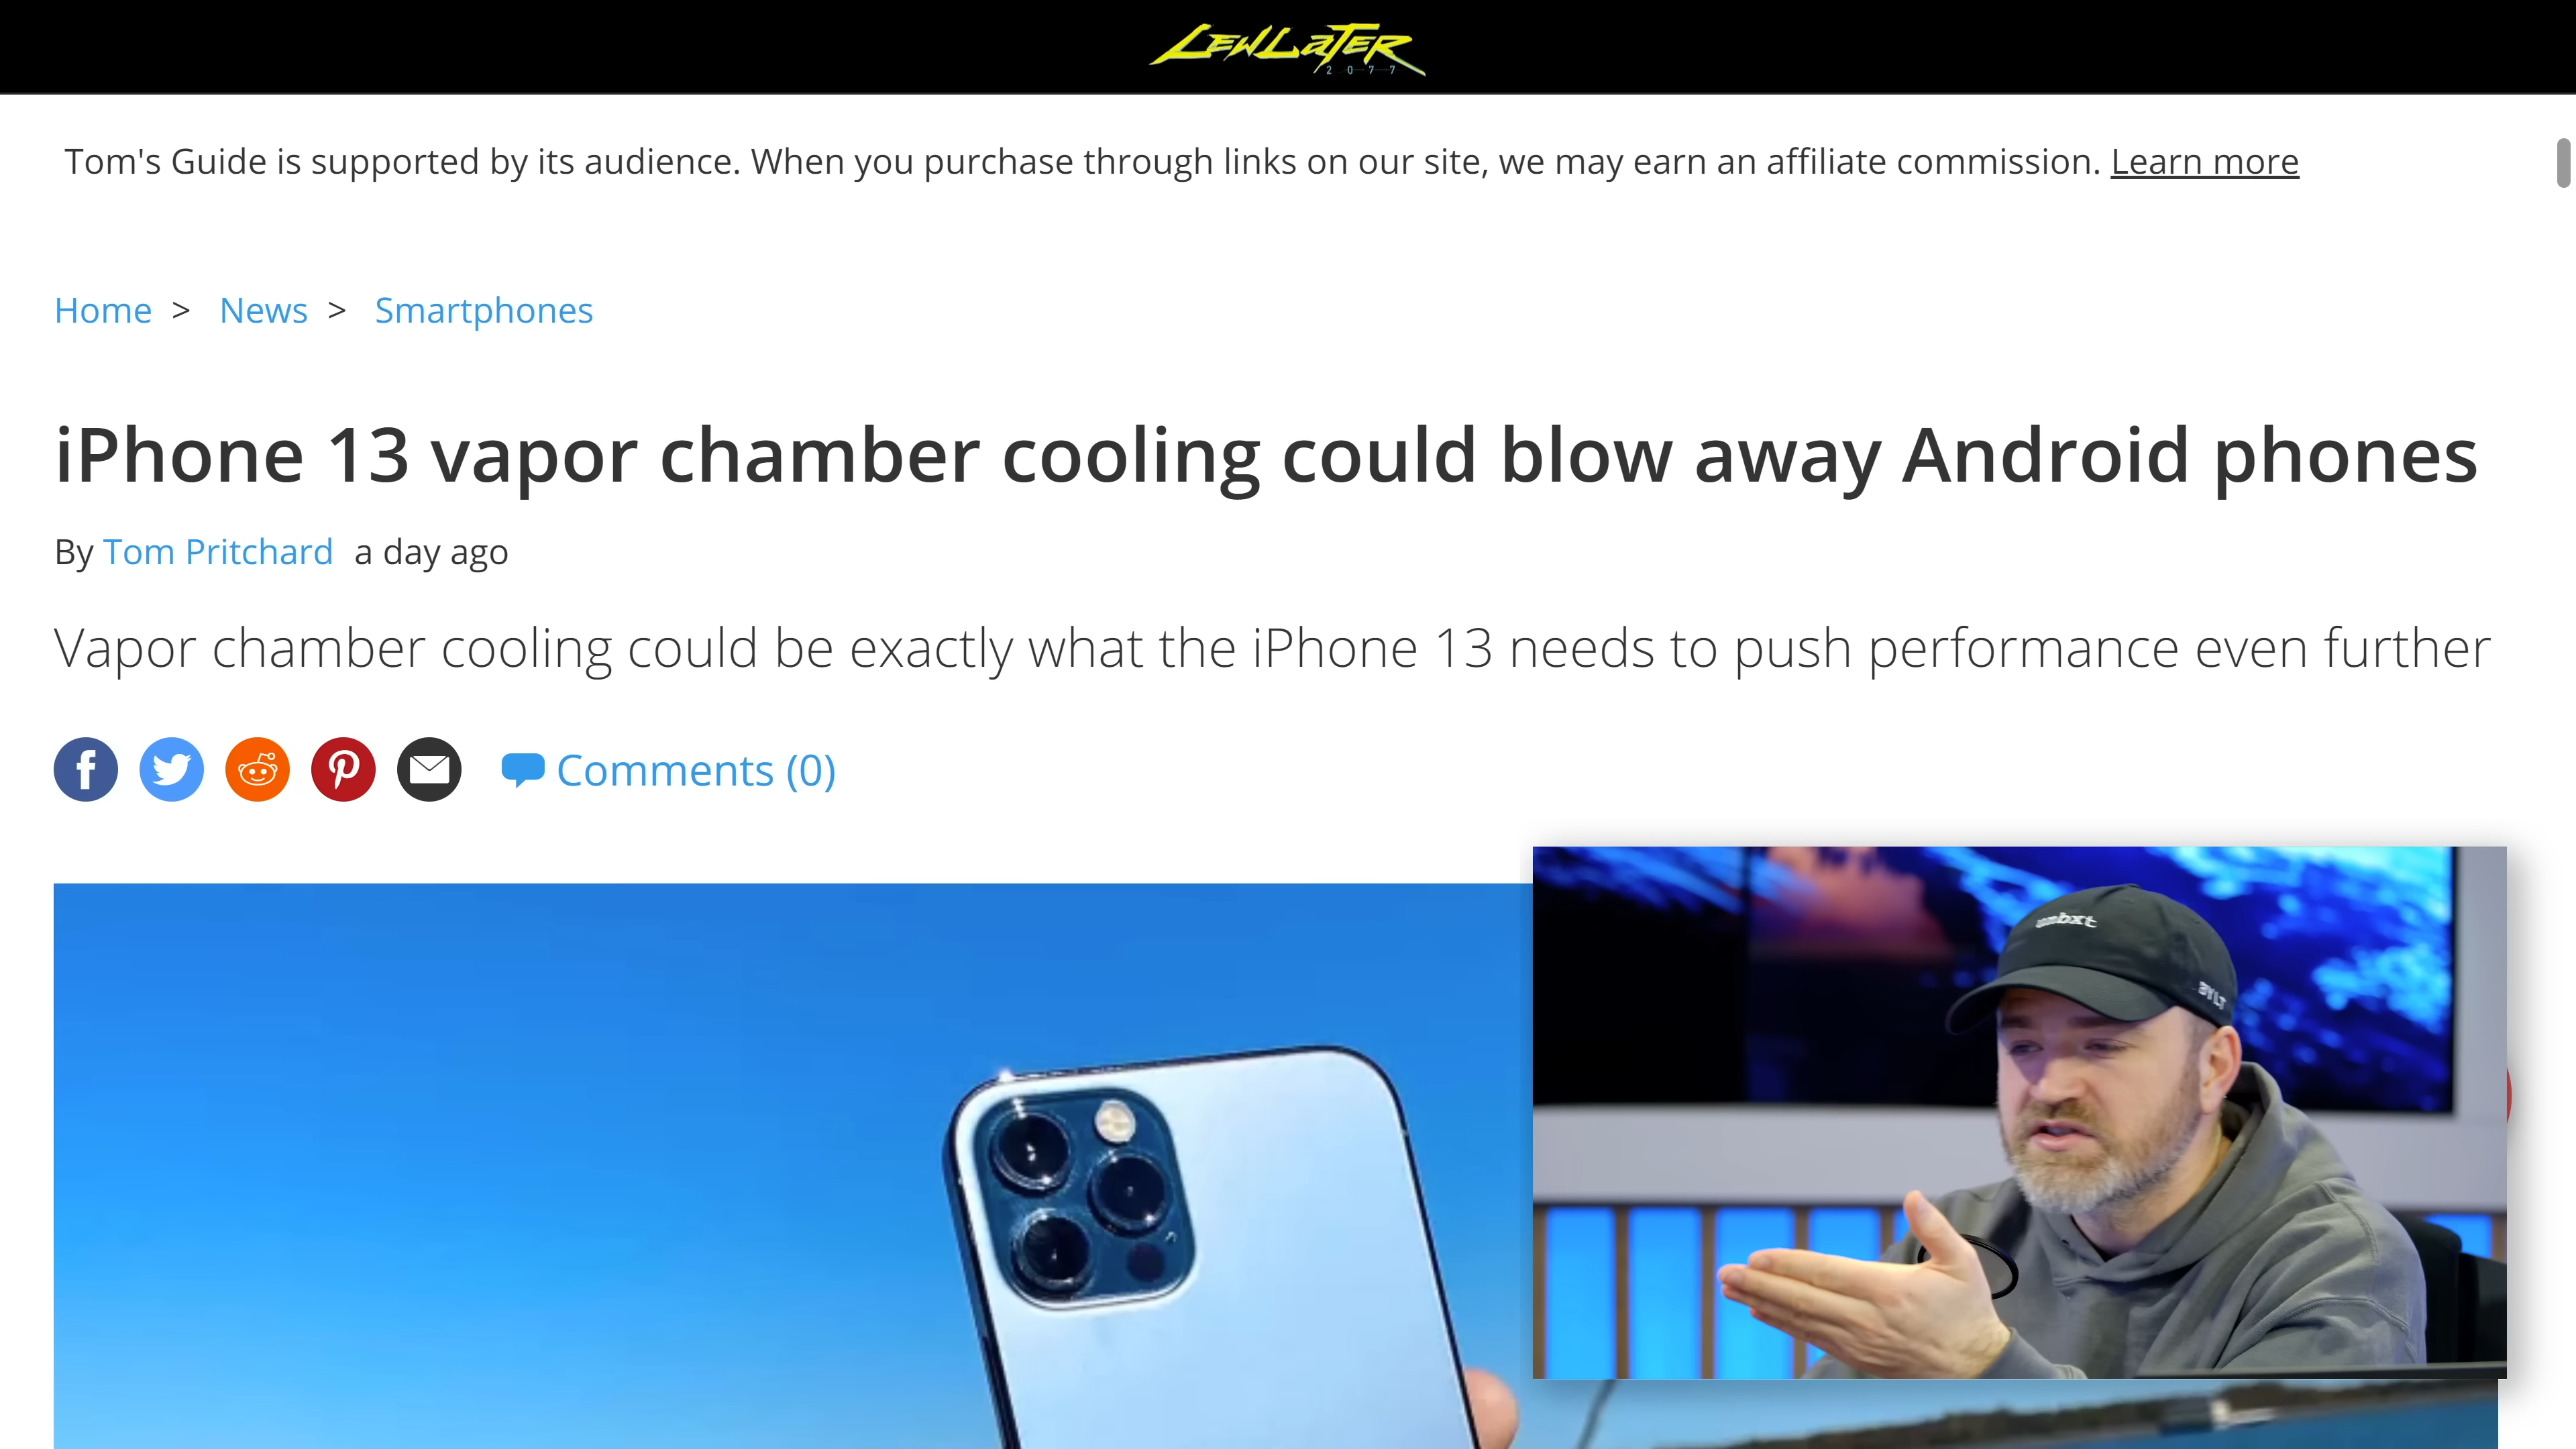 LEWLATER
2077
Tom's Guide is supported by its audience. When you purchase through links on our site, we may earn an affiliate commission. Learn more
Home > News > Smartphones
iPhone 13 vapor chamber cooling could blow away Android phones
By Tom Pritchard a day ago
Vapor chamber cooling could be exactly what the iPhone 13 needs to push performance even further
Comments (0)
unbxt
BYLT